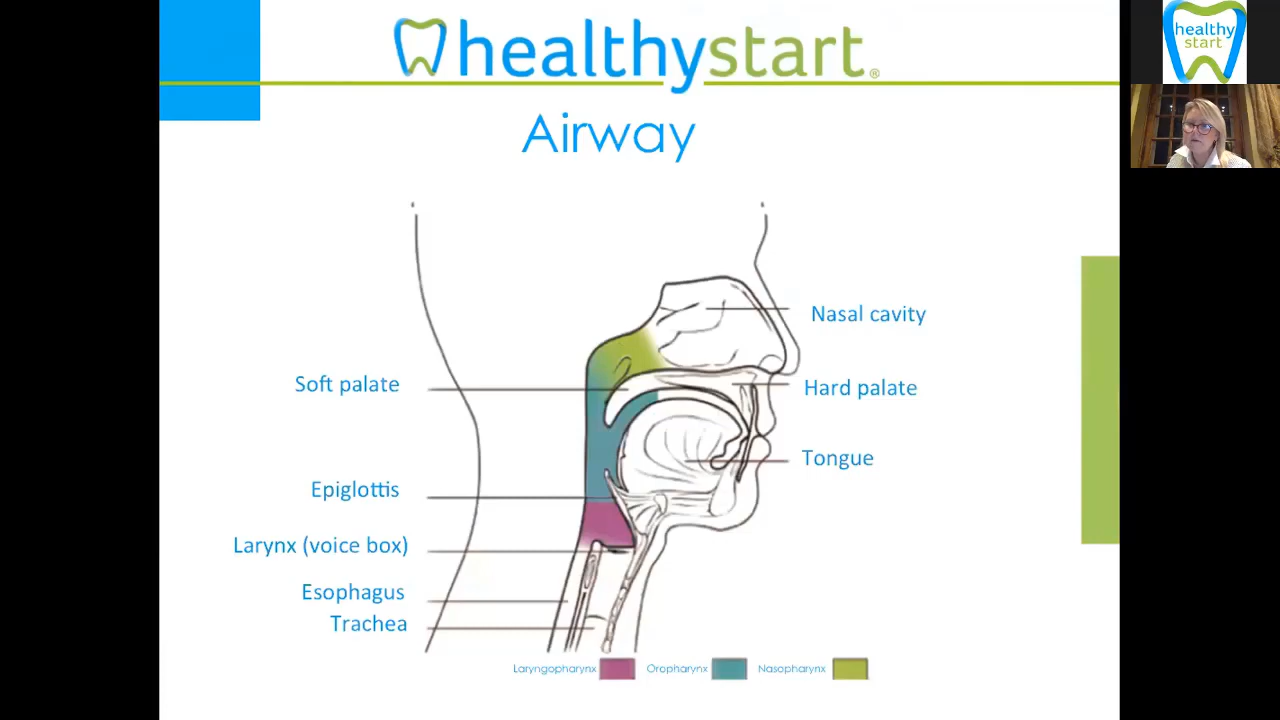 healthystart®
healthy
start
Airway
Nasal cavity
Soft palate
Hard palate
Tongue
Epiglottis
Larynx (voice box)
Esophagus
Trachea
Laryngopharynx
Oropharynx
Nasopharynx